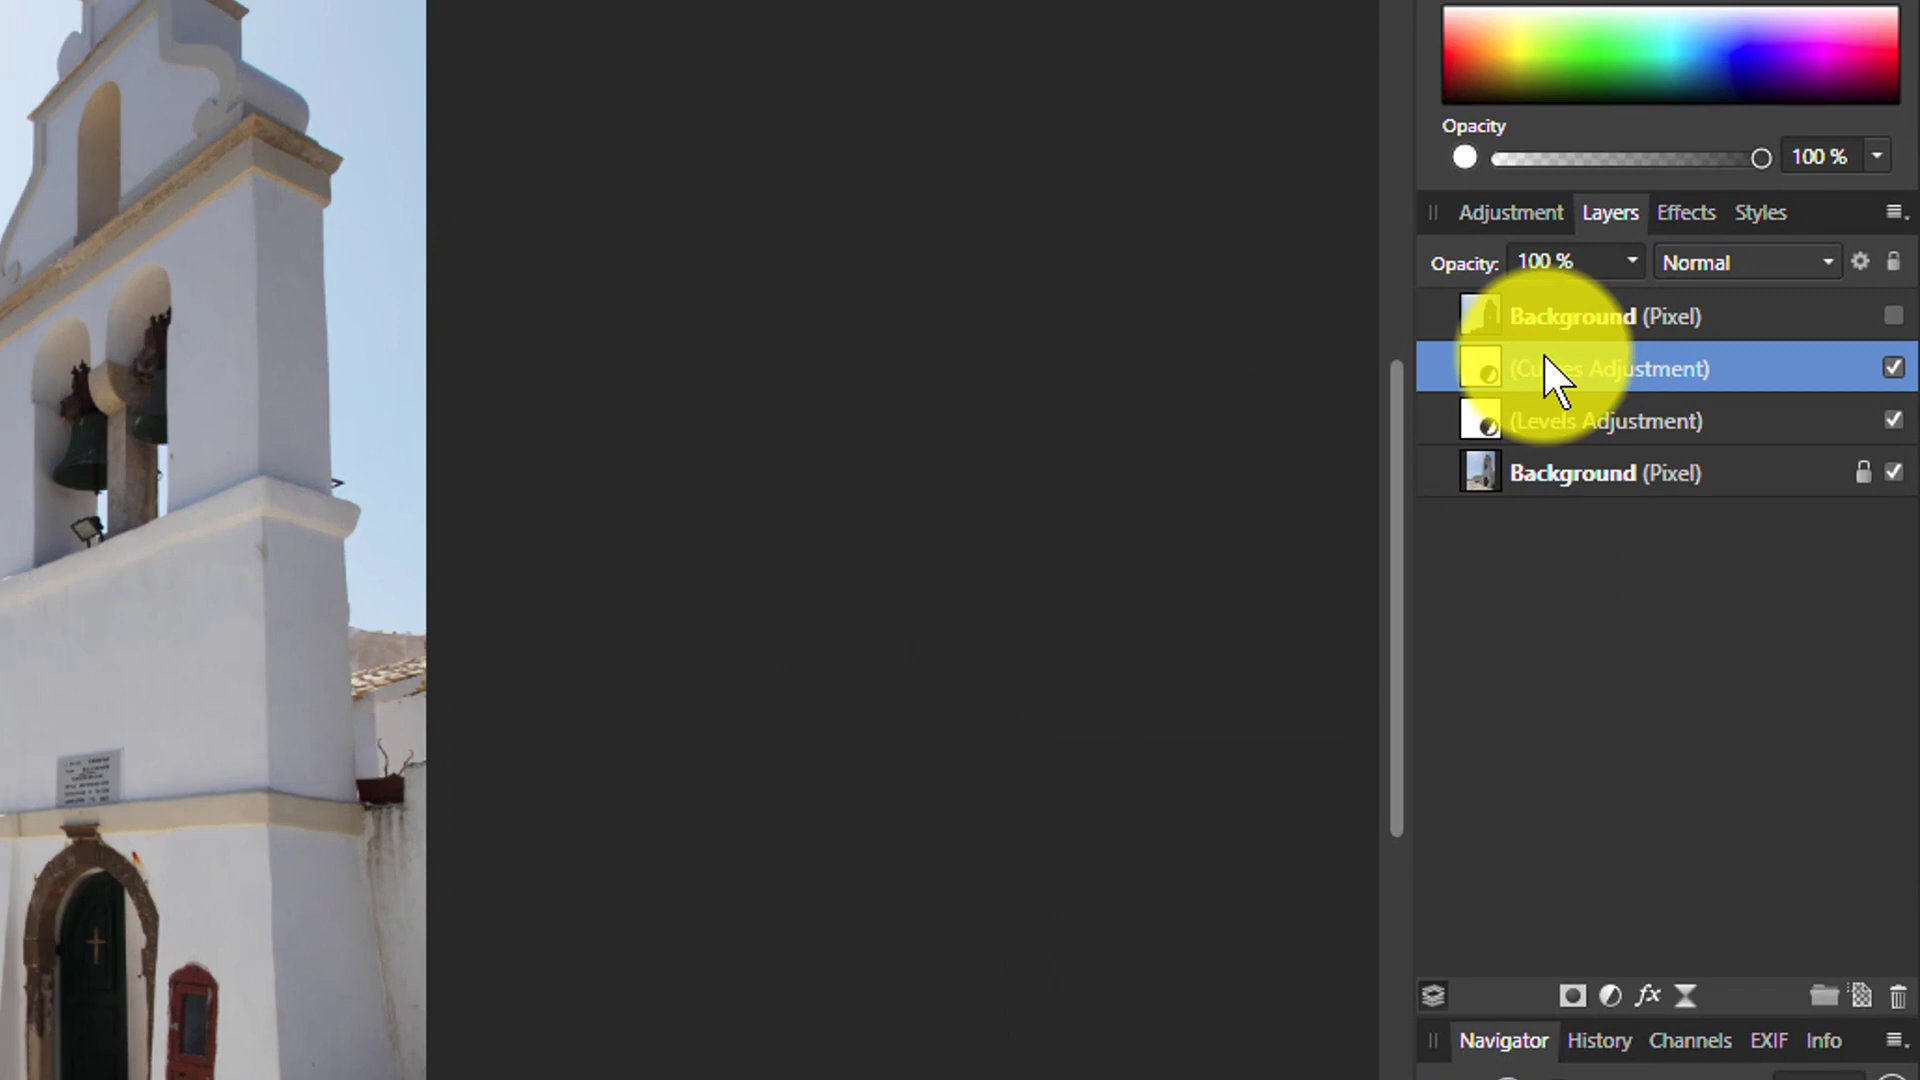 Opacity
100 %
Adjustment Layers Effects Styles
Opacity: 100 % Normal
Background (Pixel)
Adjustment)
(Levels Adjustment)
Background (Pixel)
fx
Navigator History Channels EXIF Info